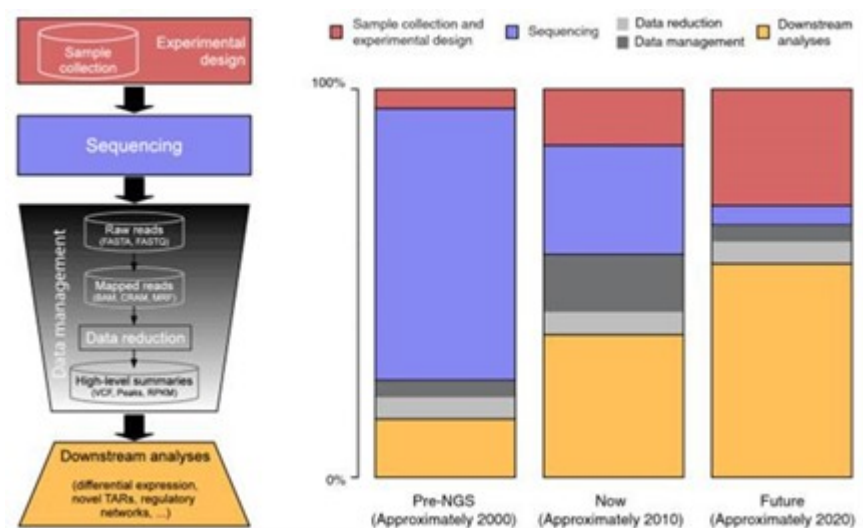 Sample
collection
Experimental
design
Sequencing
Data management
Raw reads
(FASTA, FASTQ)
Mapped reads
(BAM, CRAM, MRF)
Data reduction
High-level summaries
(VCF, Peaks, RPKM)
Downstream analyses
(differential expression,
novel TARs, regulatory
networks, ...)
Sample collection and
experimental design
Sequencing
Data reduction
Data management
Downstream
analyses
100%
0%
Pre-NGS
(Approximately 2000)
Now
(Approximately 2010)
Future
(Approximately 2020)